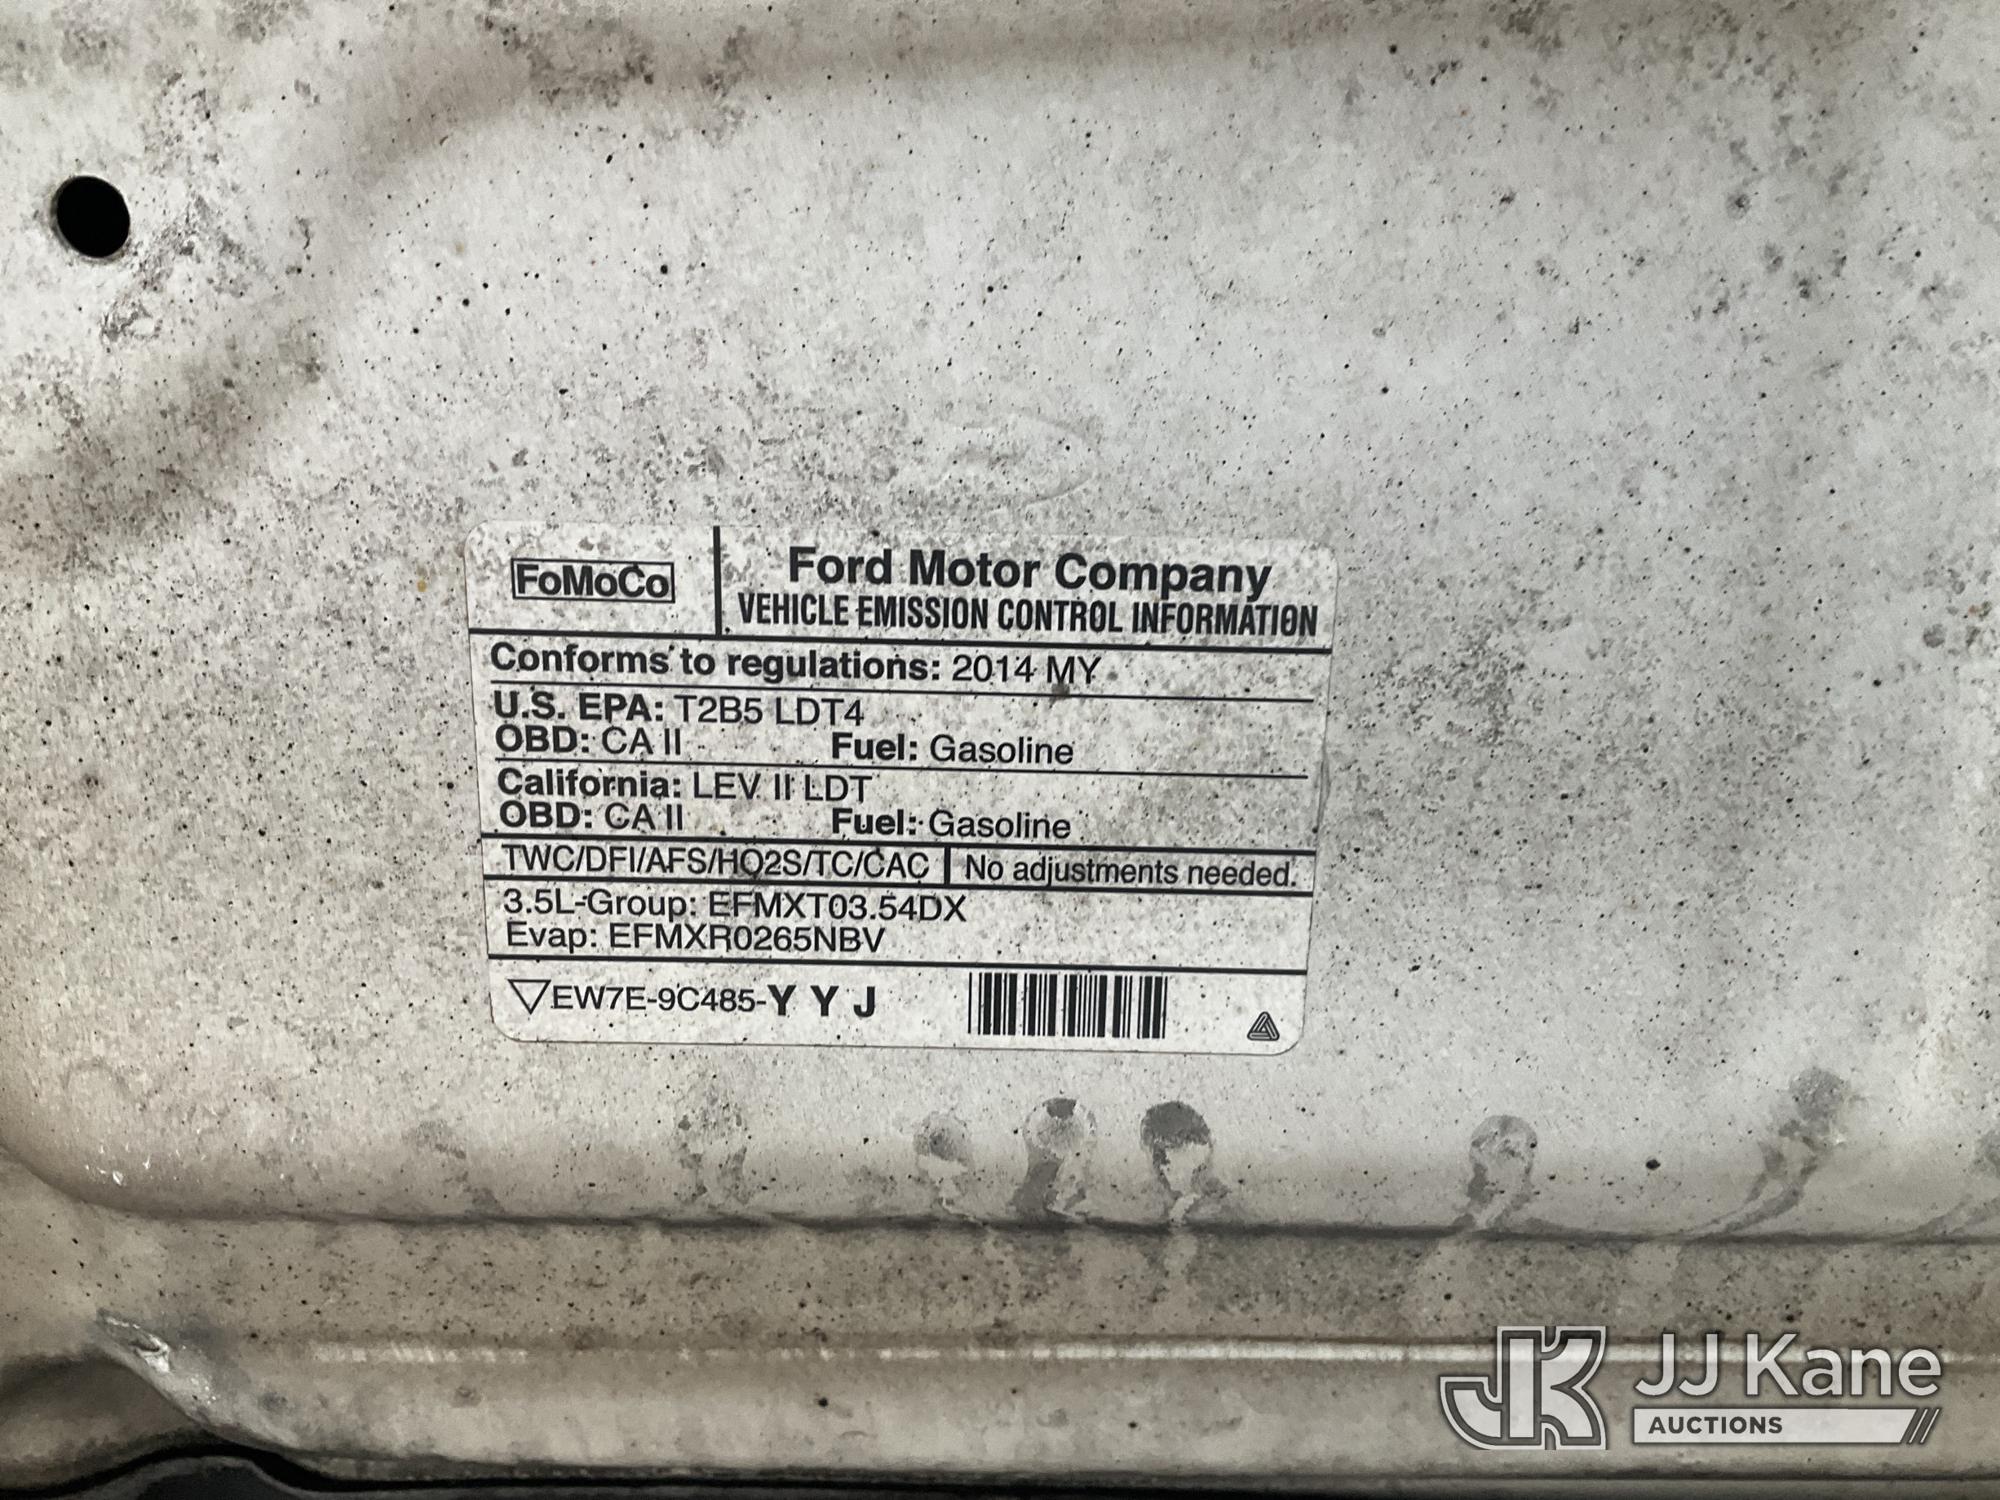 FoMoCo
Ford Motor Company
VEHICLE EMISSION CONTROL INFORMATION
Conforms to regulations: 2014 MY
U.S. EPA: T2B5 LDT4
OBD: CA II Fuel: Gasoline
California: LEV II LDT
OBD: CA II Fuel: Gasoline
TWC/DFI/AFS/HO2S/TC/CAC No adjustments needed.
3.5L-Group: EFMXT03.54DX
Evap: EFMXR0265NBV
EW7E-9C485-Y Y J
JK JJ Kane
AUCTIONS